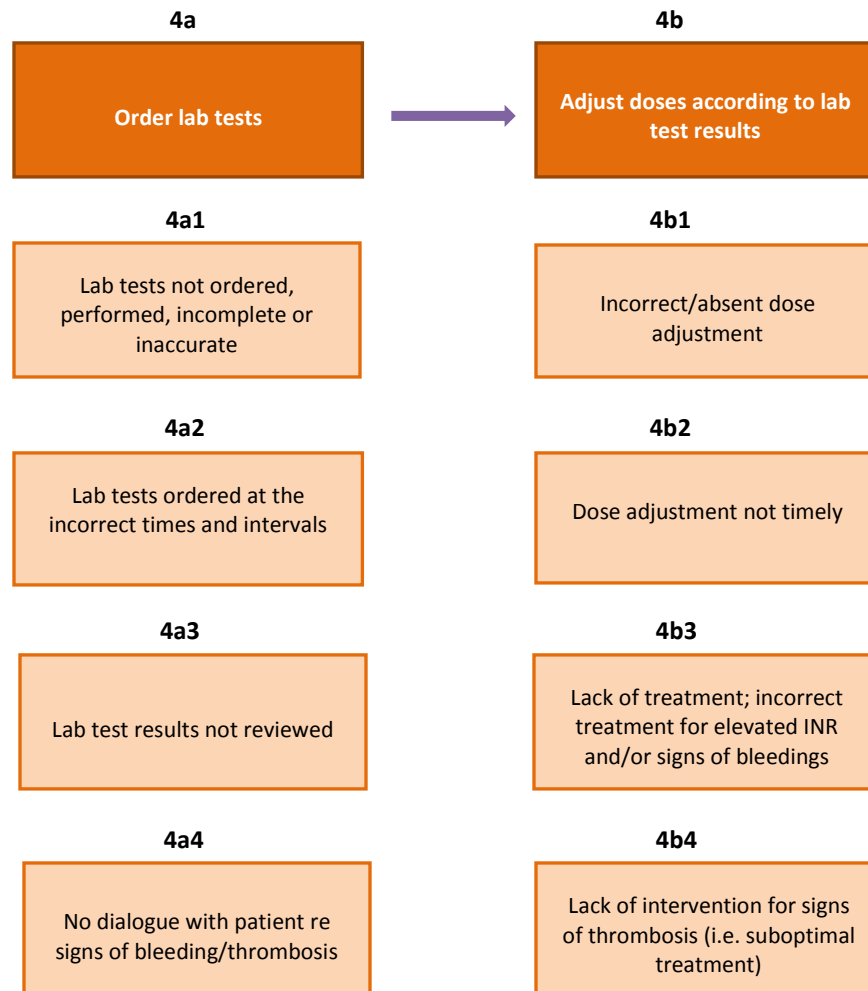 4a
4b
Order lab tests
Adjust doses according to lab
test results
4a1
4b1
Lab tests not ordered,
performed, incomplete or
inaccurate
Incorrect/absent dose
adjustment
4a2
4b2
Lab tests ordered at the
incorrect times and intervals
Dose adjustment not timely
4a3
4b3
Lab test results not reviewed
Lack of treatment; incorrect
treatment for elevated INR
and/or signs of bleedings
4a4
4b4
No dialogue with patient re
signs of bleeding/thrombosis
Lack of intervention for signs
of thrombosis (i.e. suboptimal
treatment)